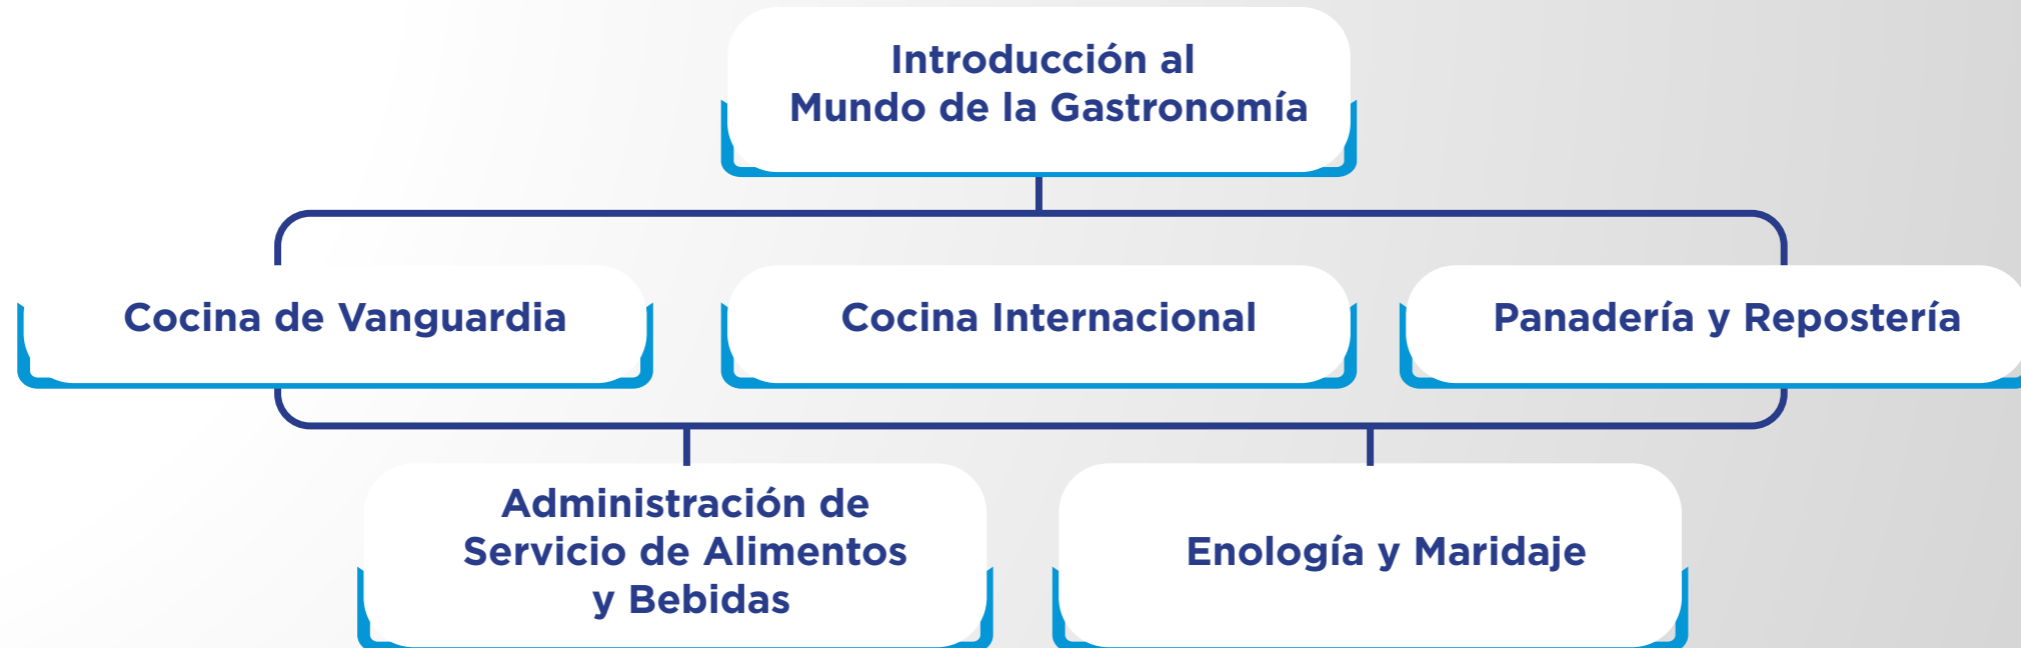 Introducción al
Mundo de la Gastronomía
Cocina de Vanguardia
Cocina Internacional
Panadería y Repostería
Administración de
Servicio de Alimentos
y Bebidas
Enología y Maridaje